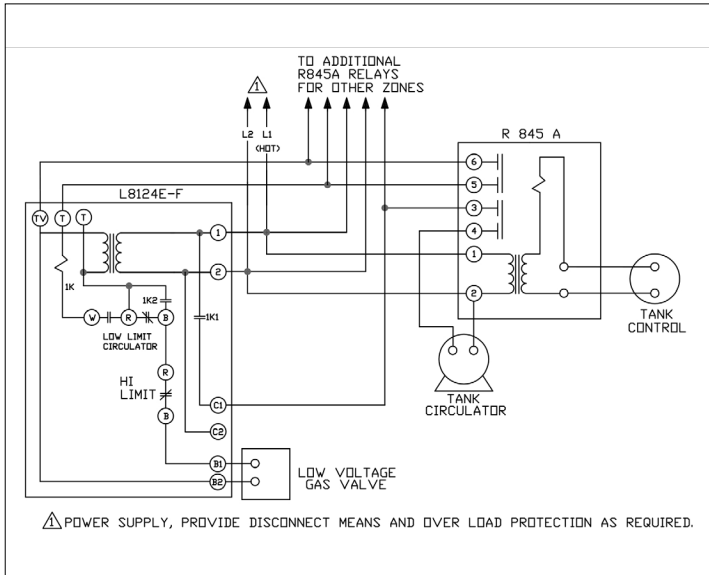 TO ADDITIONAL
R845A RELAYS
FOR OTHER ZONES
1
L2 L1
(HOT)
R 845 A
6
5
3
4
1
2
TANK
CONTROL
TANK
CIRCULATOR
L8124E-F
TV T T
1
2
1K
1K2
1K1
W R B
LOW LIMIT
CIRCULATOR
R
HI
LIMIT
B
C1
C2
B1
B2
LOW VOLTAGE
GAS VALVE
1 POWER SUPPLY, PROVIDE DISCONNECT MEANS AND OVER LOAD PROTECTION AS REQUIRED.